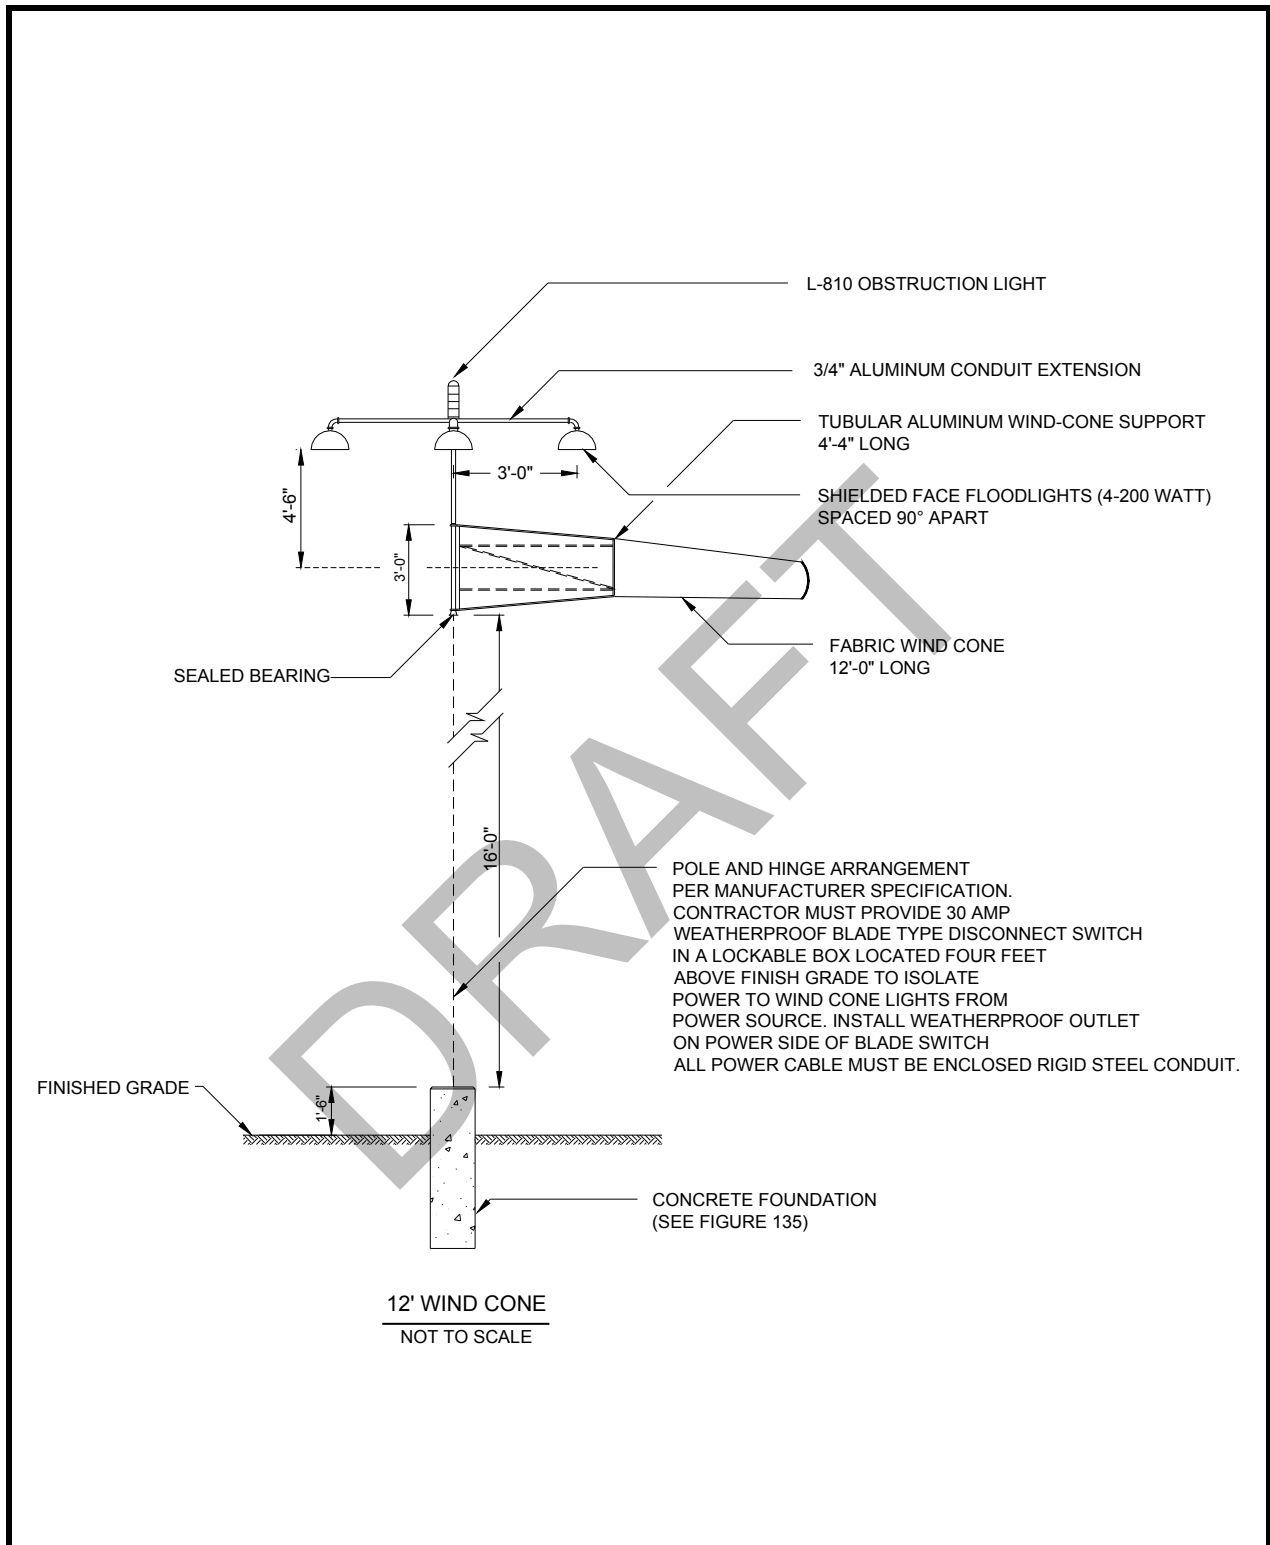 L-810 OBSTRUCTION LIGHT
3/4" ALUMINUM CONDUIT EXTENSION
TUBULAR ALUMINUM WIND-CONE SUPPORT
4'-4" LONG
3'-0"
4'-6"
SHIELDED FACE FLOODLIGHTS (4-200 WATT)
SPACED 90° APART
3'-0"
FABRIC WIND CONE
12'-0" LONG
SEALED BEARING
DRAFT
16'-0"
POLE AND HINGE ARRANGEMENT
PER MANUFACTURER SPECIFICATION.
CONTRACTOR MUST PROVIDE 30 AMP
WEATHERPROOF BLADE TYPE DISCONNECT SWITCH
IN A LOCKABLE BOX LOCATED FOUR FEET
ABOVE FINISH GRADE TO ISOLATE
POWER TO WIND CONE LIGHTS FROM
POWER SOURCE. INSTALL WEATHERPROOF OUTLET
ON POWER SIDE OF BLADE SWITCH
ALL POWER CABLE MUST BE ENCLOSED RIGID STEEL CONDUIT.
FINISHED GRADE
1'-6"
CONCRETE FOUNDATION
(SEE FIGURE 135)
12' WIND CONE
NOT TO SCALE